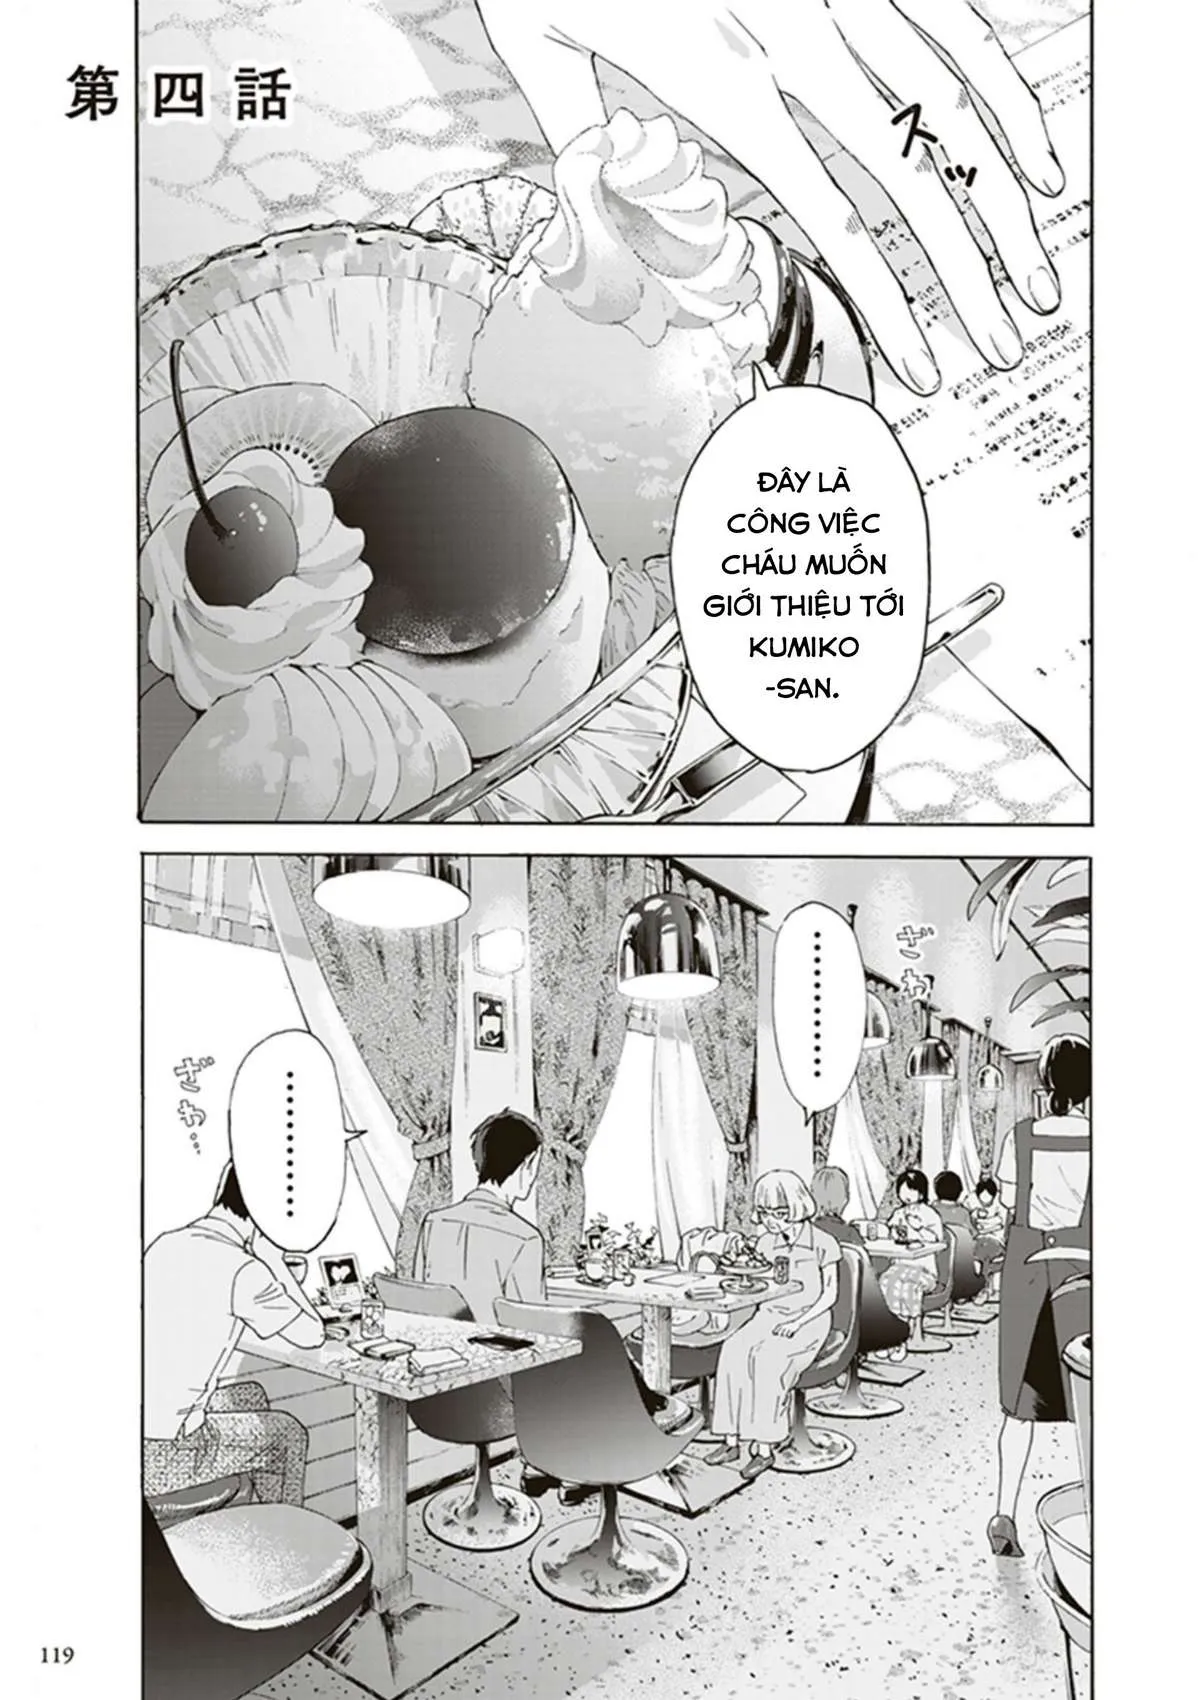 第四話
スッ
ĐÂY LÀ
CÔNG VIỆC
CHÁU MUỐN
GIỚI THIỆU TỚI
KUMIKO
-SAN.
ざわ
………
ざわ…
………
119